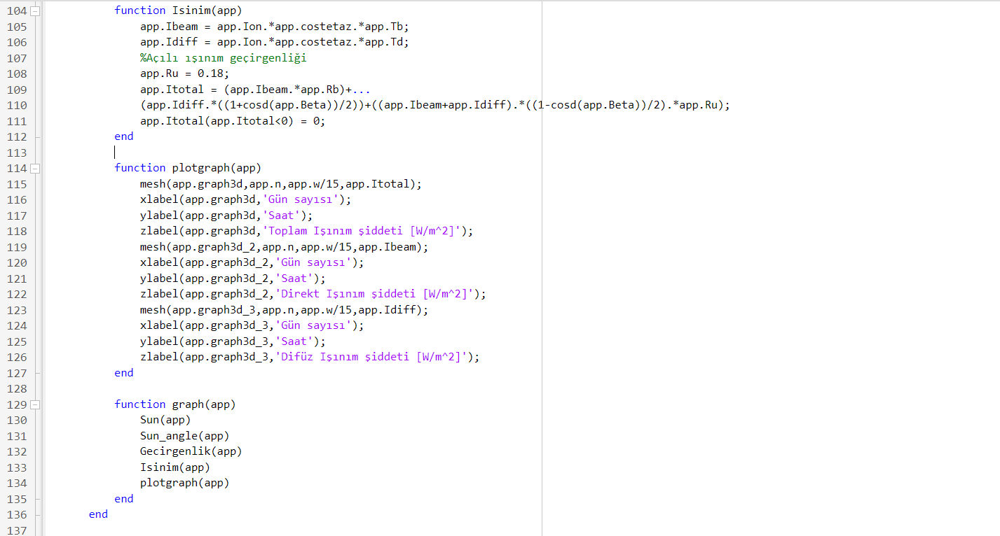 104 function Isinim(app)
105 app.Ibeam = app.Ion.*app.costetaz.*app.Tb;
106 app.Idiff = app.Ion.*app.costetaz.*app.Td;
107 %Açılı ışınım geçirgenliği
108 app.Ru = 0.18;
109 app.Itotal = (app.Ibeam.*app.Rb)+...
110 (app.Idiff.*((1+cosd(app.Beta))/2))+((app.Ibeam+app.Idiff).*((1-cosd(app.Beta))/2).*app.Ru);
111 app.Itotal(app.Itotal<0) = 0;
112 end
113
114 function plotgraph(app)
115 mesh(app.graph3d,app.n,app.w/15,app.Itotal);
116 xlabel(app.graph3d,'Gün sayısı');
117 ylabel(app.graph3d,'Saat');
118 zlabel(app.graph3d,'Toplam Işınım şiddeti [W/m^2]');
119 mesh(app.graph3d_2,app.n,app.w/15,app.Ibeam);
120 xlabel(app.graph3d_2,'Gün sayısı');
121 ylabel(app.graph3d_2,'Saat');
122 zlabel(app.graph3d_2,'Direkt Işınım şiddeti [W/m^2]');
123 mesh(app.graph3d_3,app.n,app.w/15,app.Idiff);
124 xlabel(app.graph3d_3,'Gün sayısı');
125 ylabel(app.graph3d_3,'Saat');
126 zlabel(app.graph3d_3,'Difüz Işınım şiddeti [W/m^2]');
127 end
128
129 function graph(app)
130 Sun(app)
131 Sun_angle(app)
132 Gecirgenlik(app)
133 Isinim(app)
134 plotgraph(app)
135 end
136 end
137